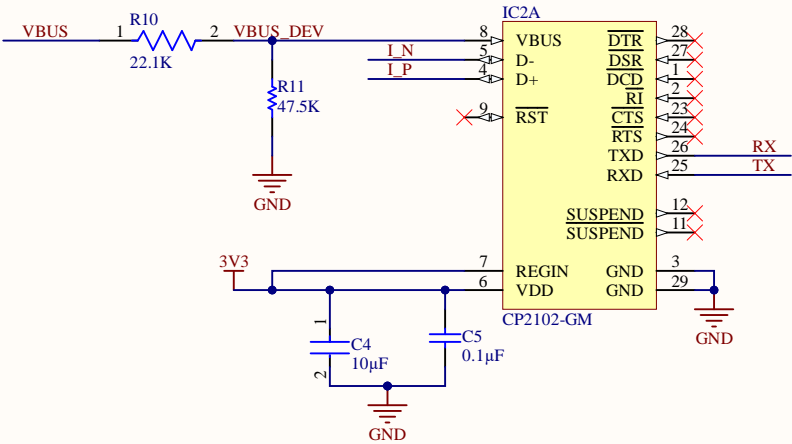 IC2A
R10
VBUS 1 2 VBUS_DEV 8 VBUS DTR 28
22.1K
I_N 5 D- DSR 27
I_P 4 D+ DCD 1
RI 2
R11
47.5K
9 RST CTS 23
RTS 24
TXD 26 RX
RXD 25 TX
GND
SUSPEND 12
SUSPEND 11
3V3
7 REGIN GND 3
6 VDD GND 29
CP2102-GM
1
C4
10µF
2
C5
0.1µF
GND
GND